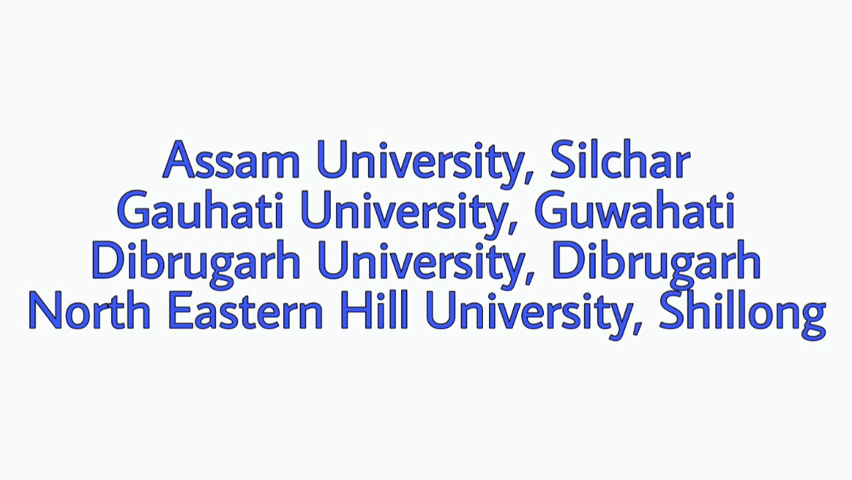 Assam University, Silchar
Gauhati University, Guwahati
Dibrugarh University, Dibrugarh
North Eastern Hill University, Shillong